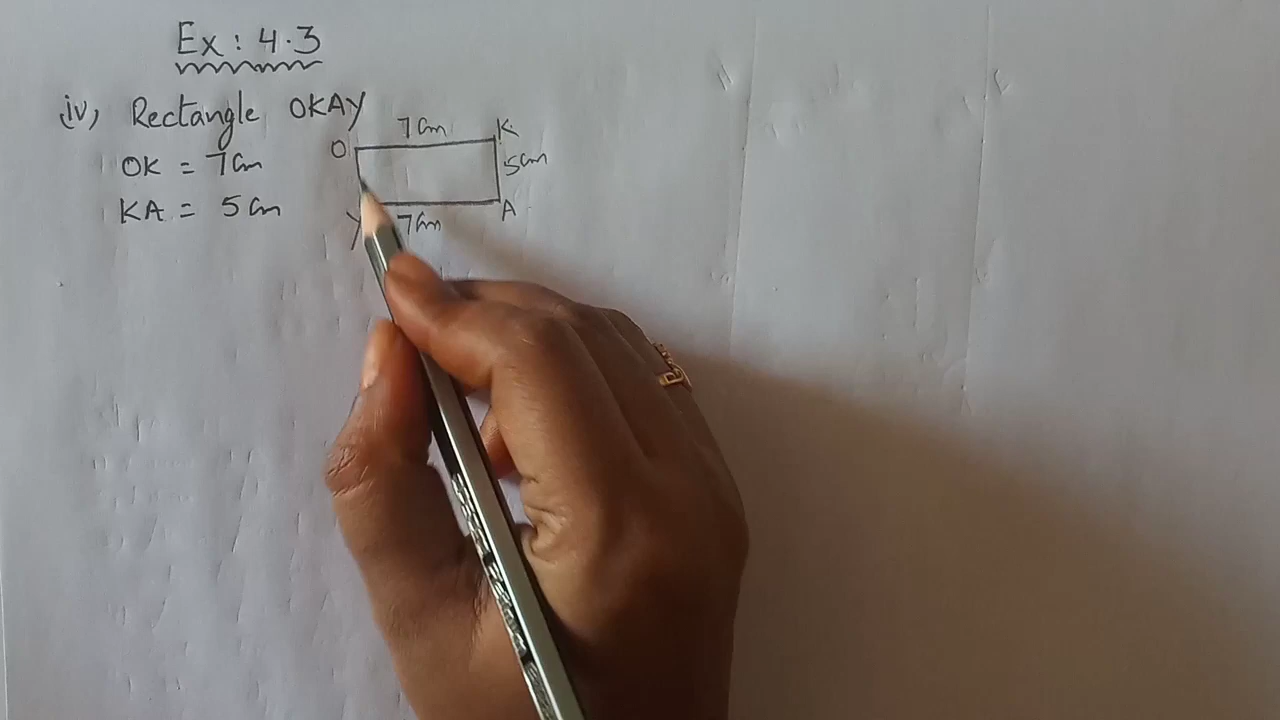 Ex: 4.3
iv) Rectangle OKAY
OK = 7cm
KA = 5cm
7cm
O
K
5cm
Y
7cm
A